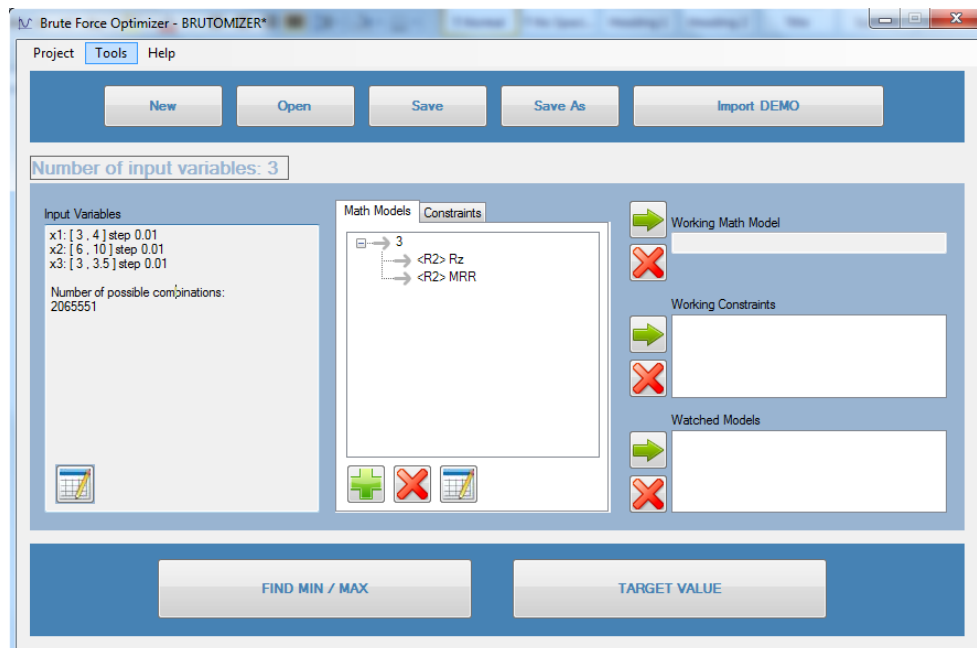 Brute Force Optimizer - BRUTOMIZER*
Project Tools Help
New Open Save Save As Import DEMO
Number of input variables: 3
Input Variables
x1: [ 3 , 4 ] step 0.01
x2: [ 6 , 10 ] step 0.01
x3: [ 3 , 3.5 ] step 0.01
Number of possible combinations:
2065551
Math Models Constraints
3
<R2> Rz
<R2> MRR
Working Math Model
Working Constraints
Watched Models
FIND MIN / MAX TARGET VALUE